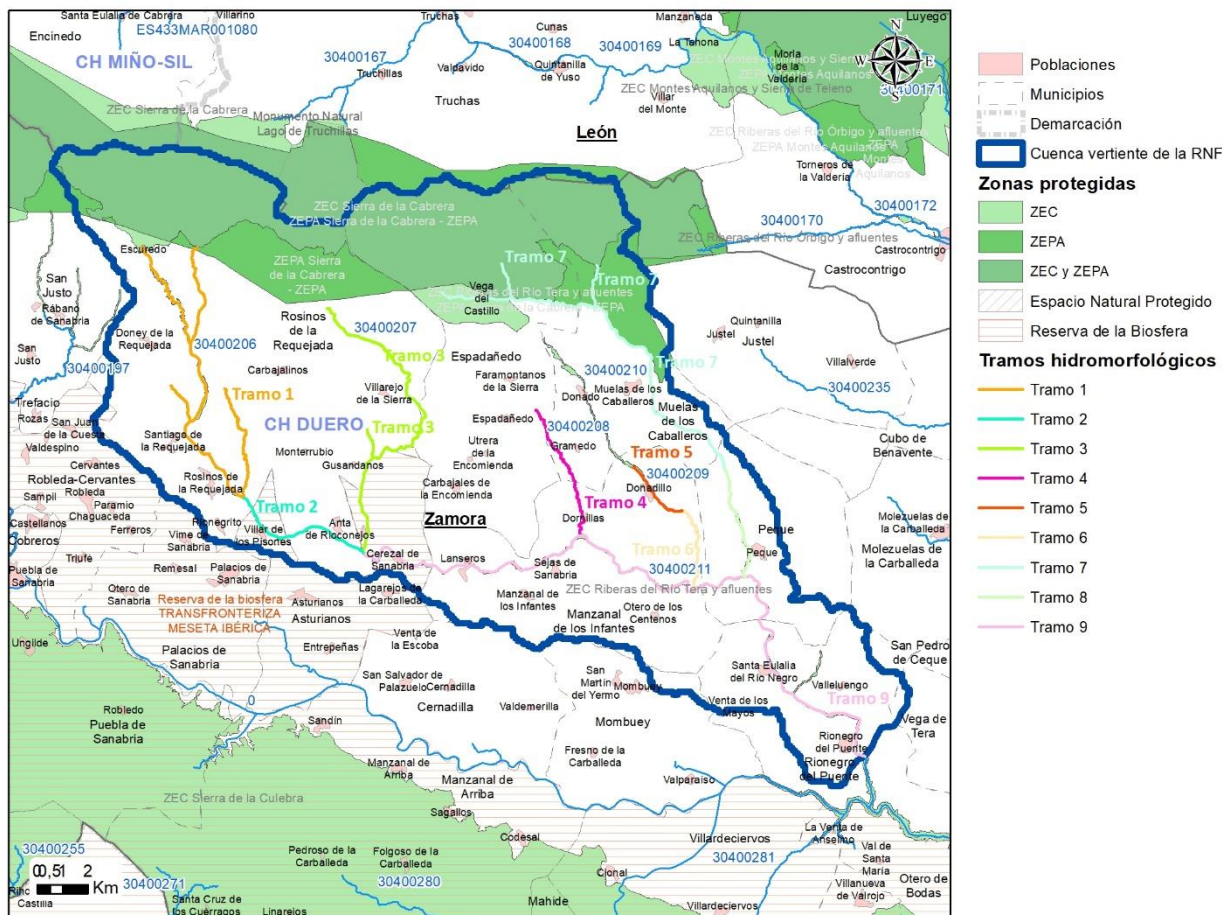 Santa Eulalia de Cabrera
Villarino
ES433MAR001080
Encinedo
CH MIÑO-SIL
Truchas
Cunas
30400168
30400169
Manzaneda
La Tahona
Luyego
N
W
E
S
30400167
Truchillas
Valpavido
Quintanilla
de Yuso
Morla
de la
Valdería
ZEC Montes Aquilanos y Sierra de Teleno
30400171
Truchas
Villar
del Monte
ZEC Sierra de la Cabrera
Monumento Natural
Lago de Truchillas
León
ZEC Riberas del Río Órbigo y afluentes
ZEPA Montes Aquilanos
ZEPA
Montes
Aquilanos
Torneros de
la Valdería
30400172
30400170
ZEC Sierra de la Cabrera
ZEPA Sierra de la Cabrera - ZEPA
ZEC Riberas del Río Órbigo y afluentes
Castrocontrigo
Castrocontrigo
Escuredo
ZEPA Sierra
de la Cabrera
- ZEPA
Tramo 7
Tramo 7
Vega
del
Castillo
San
Justo
Rábano
de Sanabria
Rosinos
de la
Requejada
30400207
Quintanilla
Justel
Justel
Doney de la
Requejada
30400206
Tramo 3
Espadañedo
Tramo 7
San
Justo
30400197
Carbajalinos
Faramontanos
de la Sierra
30400210
Villalverde
Villarejo
de la Sierra
Donado
Muelas de los
Caballeros
30400235
Trefacio
Rozas
San Juan
de la Cuesta
Valdespino
Tramo 1
CH DUERO
Tramo 3
Espadañedo
30400208
Muelas
de los
Caballeros
Cubo de
Benavente
Santiago de
la Requejada
Monterrubio
Gusandanos
Utrera
de la
Encomienda
Gramedo
Tramo 5
30400209
Cervantes
Robleda-Cervantes
Robleda
Sampil
Paramio
Chaguaceda
Rosinos de
la Requejada
Carbajales de
la Encomienda
Donadillo
Tramo 4
Castellanos
Cobreros
Ferreros
Rionegrito
Tramo 2
Zamora
Dornillas
Peque
Molezuelas de
la Carballeda
Vime de
Sanabria
Villar de
los Pisones
Anta
de Rioconejos
Tramo 6
Molezuelas de
la Carballeda
Triufe
Remesal
Palacios de
Sanabria
Cerezal de
Sanabria
Lanseros
Sejas de
Sanabria
30400211
Peque
Puebla de
Sanabria
Otero de
Sanabria
Lagarejos de
la Carballeda
Manzanal de
los Infantes
ZEC Riberas del Río Tera y afluentes
Reserva de la biosfera
TRANSFRONTERIZA
MESETA IBÉRICA
Asturianos
Asturianos
Manzanal
de los Infantes
Otero de los
Centenos
Ungilde
Entrepeñas
Venta de
la Escoba
San Pedro
de Ceque
Palacios de
Sanabria
San Salvador de
Palazuelo
Cernadilla
San
Martín
del Yermo
Mombuey
Santa Eulalia
del Río Negro
Valleluengo
Robledo
0
Cernadilla
Valdemerilla
Venta de los
Mayos
Tramo 9
Puebla de
Sanabria
Sandín
Mombuey
Vega de
Tera
Rionegro
del Puente
Rionegro
del Puente
Manzanal de
Arriba
Fresno de la
Carballeda
Manzanal de
Arriba
Valparaíso
ZEC Sierra de la Culebra
Sagallos
La Venta de
Anselmo
Codesal
Villardeciervos
30400281
Val de
Santa
María
30400255
Pedroso de la
Carballeda
Folgoso de la
Carballeda
Villanueva
de Valrojo
Otero de
Bodas
Cional
0 0,5 1 2
Km
30400271
30400280
Santa Cruz de
los Cuérragos
Linarejos
Mahíde
Villardeciervos
Poblaciones
Municipios
Demarcación
Cuenca vertiente de la RNF
Zonas protegidas
ZEC
ZEPA
ZEC y ZEPA
Espacio Natural Protegido
Reserva de la Biosfera
Tramos hidromorfológicos
Tramo 1
Tramo 2
Tramo 3
Tramo 4
Tramo 5
Tramo 6
Tramo 7
Tramo 8
Tramo 9